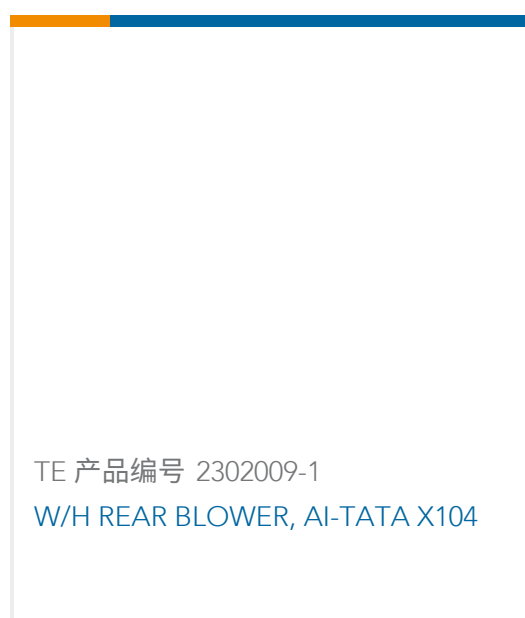 TE 产品编号 2302009-1
W/H REAR BLOWER, AI-TATA X104